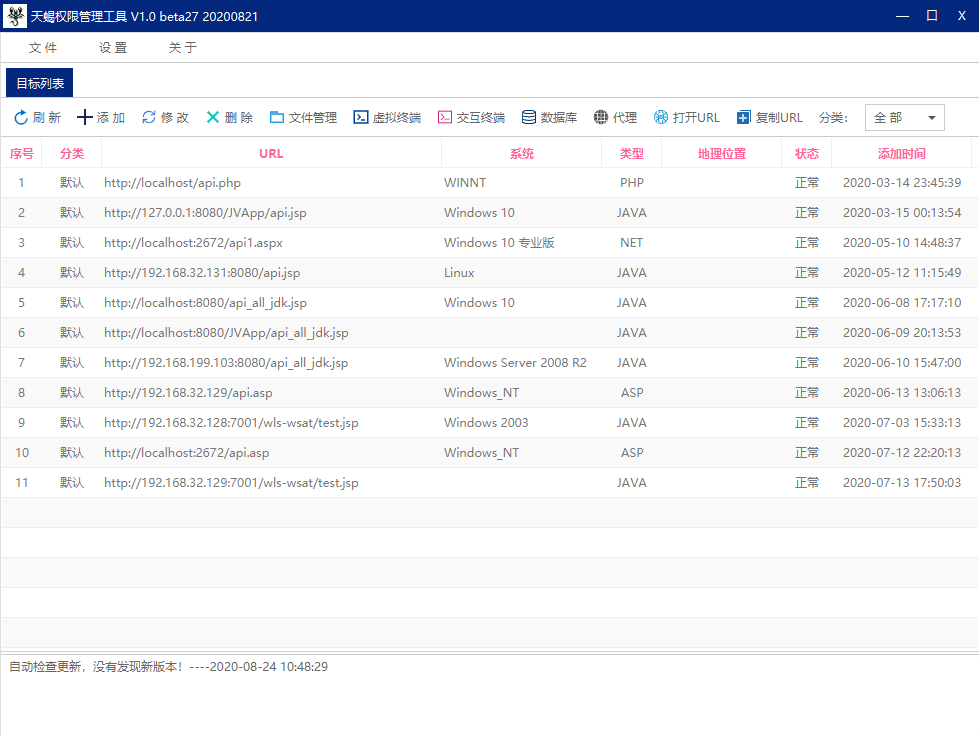 天蝎权限管理工具 V1.0 beta27 20200821
文件 设置 关于
目标列表
刷新 添加 修改 删除 文件管理 虚拟终端 交互终端 数据库 代理 打开URL 复制URL 分类: 全部
序号 分类 URL 系统 类型 地理位置 状态 添加时间
1 默认 http://localhost/api.php WINNT PHP 正常 2020-03-14 23:45:39
2 默认 http://127.0.0.1:8080/JVApp/api.jsp Windows 10 JAVA 正常 2020-03-15 00:13:54
3 默认 http://localhost:2672/api1.aspx Windows 10 专业版 NET 正常 2020-05-10 14:48:37
4 默认 http://192.168.32.131:8080/api.jsp Linux JAVA 正常 2020-05-12 11:15:49
5 默认 http://localhost:8080/api_all_jdk.jsp Windows 10 JAVA 正常 2020-06-08 17:17:10
6 默认 http://localhost:8080/JVApp/api_all_jdk.jsp JAVA 正常 2020-06-09 20:13:53
7 默认 http://192.168.199.103:8080/api_all_jdk.jsp Windows Server 2008 R2 JAVA 正常 2020-06-10 15:47:00
8 默认 http://192.168.32.129/api.asp Windows_NT ASP 正常 2020-06-13 13:06:13
9 默认 http://192.168.32.128:7001/wls-wsat/test.jsp Windows 2003 JAVA 正常 2020-07-03 15:33:13
10 默认 http://localhost:2672/api.asp Windows_NT ASP 正常 2020-07-12 22:20:13
11 默认 http://192.168.32.129:7001/wls-wsat/test.jsp JAVA 正常 2020-07-13 17:50:03
自动检查更新，没有发现新版本！----2020-08-24 10:48:29